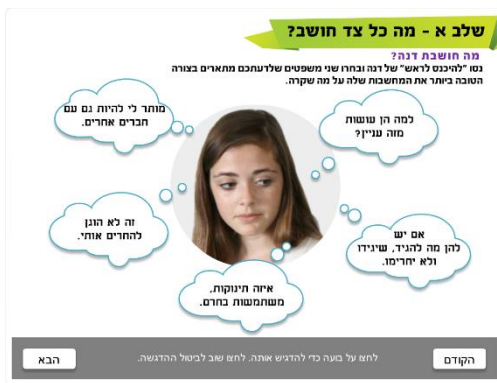 שלב א - מה כל צד חושב?
מה חושבת דנה?
נסו "להיכנס לראש" של דנה ובחרו שני משפטים שלדעתכם מתארים בצורה
הטובה ביותר את המחשבות שלה על מה שקרה.
למה הן עושות
מזה עניין?
מותר לי להיות גם עם
חברים אחרים.
אם יש
להן מה להגיד, שיגידו
ולא יחרימו.
זה לא הוגן
להחרים אותי.
איזה תינוקות,
משתמשות בחרם.
הקודם
לחצו על בועה כדי להדגיש אותה. לחצו שוב לביטול ההדגשה.
הבא